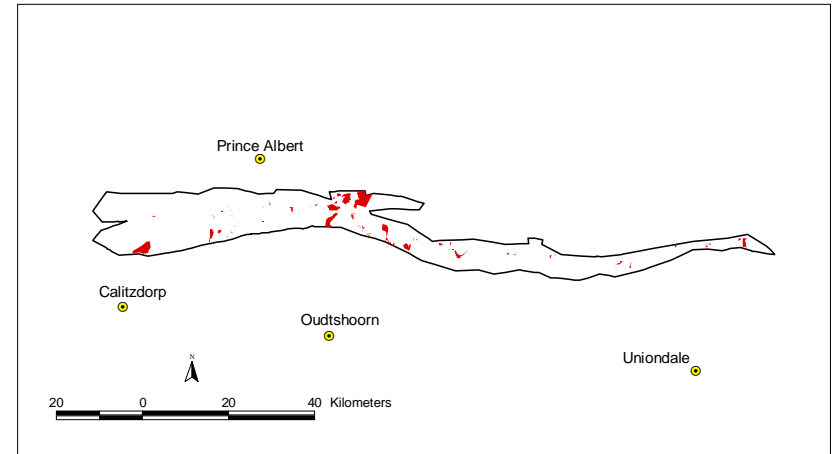 Prince Albert
Calitzdorp
Oudtshoorn
Uniondale
N
20 0 20 40 Kilometers